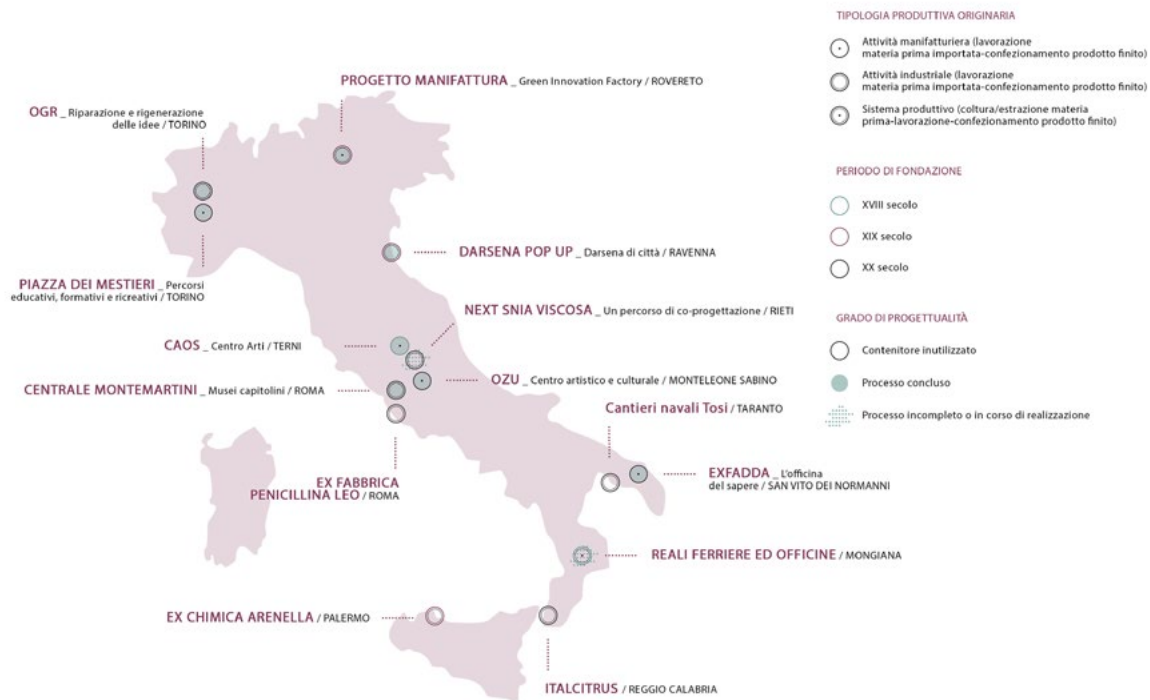 PROGETTO MANIFATTURA _ Green Innovation Factory / ROVERETO
OGR _ Riparazione e rigenerazione
delle idee / TORINO
DARSENA POP UP _ Darsena di città / RAVENNA
PIAZZA DEI MESTIERI _ Percorsi
educativi, formativi e ricreativi / TORINO
NEXT SNIA VISCOSA _ Un percorso di co-progettazione / RIETI
CAOS _ Centro Arti / TERNI
OZU _ Centro artistico e culturale / MONTELEONE SABINO
CENTRALE MONTEMARTINI _ Musei capitolini / ROMA
Cantieri navali Tosi / TARANTO
EXFADDA _ L'officina
del sapere / SAN VITO DEI NORMANNI
EX FABBRICA
PENICILLINA LEO / ROMA
REALI FERRIERE ED OFFICINE / MONGIANA
EX CHIMICA ARENELLA / PALERMO
ITALCITRUS / REGGIO CALABRIA
TIPOLOGIA PRODUTTIVA ORIGINARIA
Attività manifatturiera (lavorazione
materia prima importata-confezionamento prodotto finito)
Attività industriale (lavorazione
materia prima importata-confezionamento prodotto finito)
Sistema produttivo (coltura/estrazione materia
prima-lavorazione-confezionamento prodotto finito)
PERIODO DI FONDAZIONE
XVIII secolo
XIX secolo
XX secolo
GRADO DI PROGETTUALITÀ
Contenitore inutilizzato
Processo concluso
Processo incompleto o in corso di realizzazione